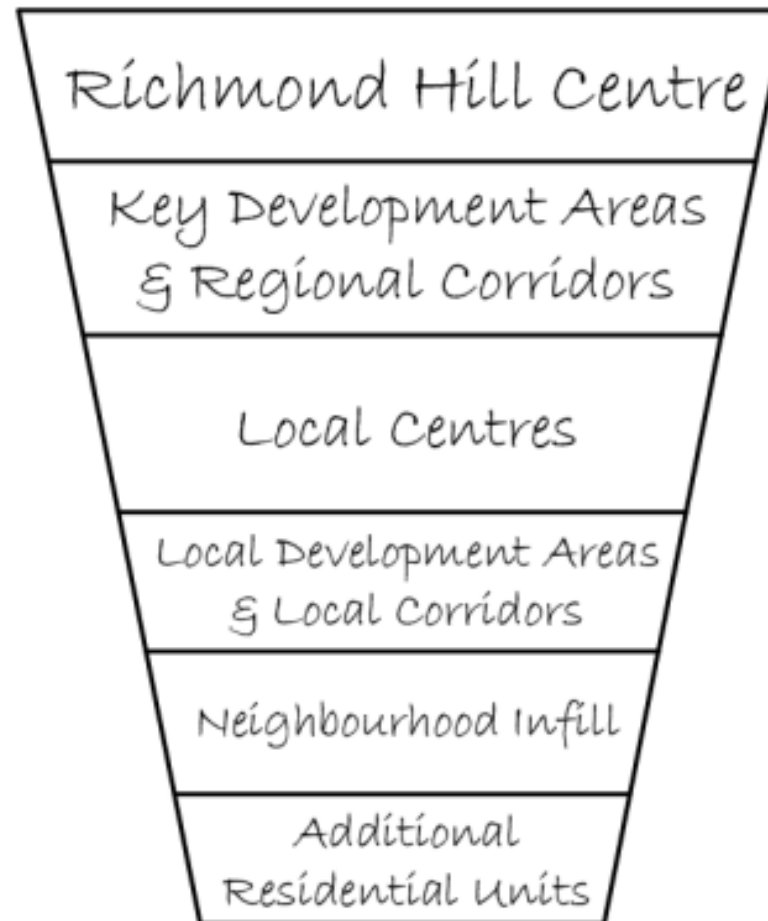 Richmond Hill Centre
Key Development Areas
& Regional Corridors
Local Centres
Local Development Areas
& Local Corridors
Neighbourhood Infill
Additional
Residential Units